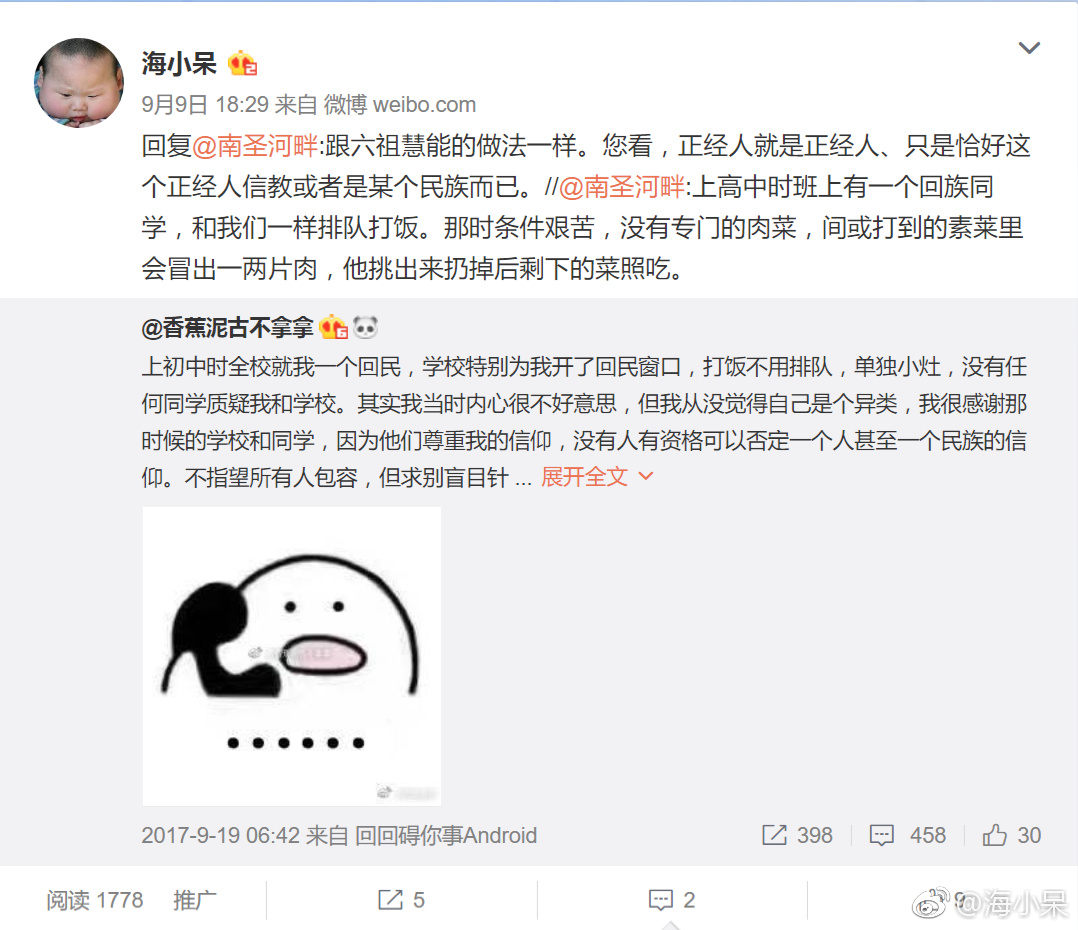 海小呆
9月9日 18:29 来自 微博 weibo.com
回复@南圣河畔:跟六祖慧能的做法一样。您看，正经人就是正经人、只是恰好这
个正经人信教或者是某个民族而已。//@南圣河畔:上高中时班上有一个回族同
学，和我们一样排队打饭。那时条件艰苦，没有专门的肉菜，间或打到的素莱里
会冒出一两片肉，他挑出来扔掉后剩下的菜照吃。
@香蕉泥古不拿拿
上初中时全校就我一个回民，学校特别为我开了回民窗口，打饭不用排队，单独小灶，没有任
何同学质疑我和学校。其实我当时内心很不好意思，但我从没觉得自己是个异类，我很感谢那
时候的学校和同学，因为他们尊重我的信仰，没有人有资格可以否定一个人甚至一个民族的信
仰。不指望所有人包容，但求别盲目针 ... 展开全文
••••••
2017-9-19 06:42 来自 回回碍你事Android
398 458 30
阅读 1778 推广 5 2 9
@海小呆